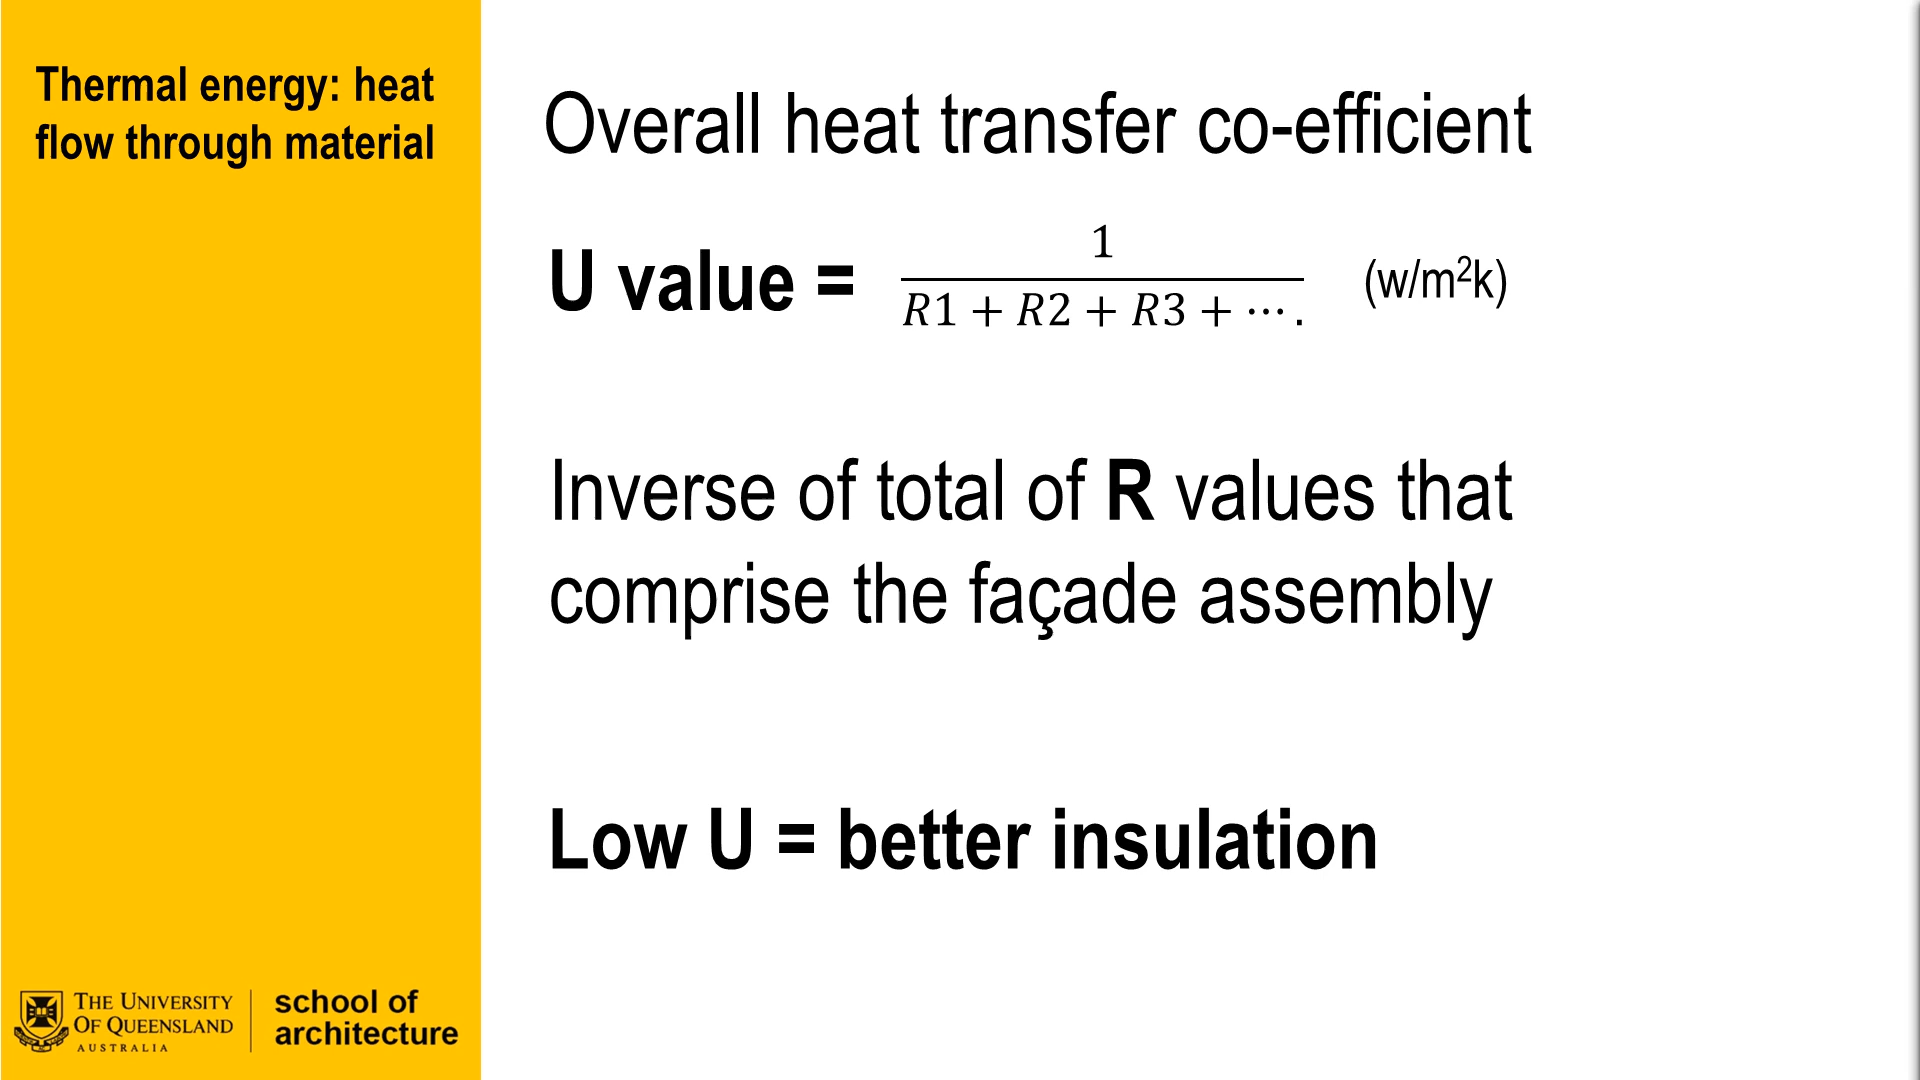 Thermal energy: heat
flow through material
Overall heat transfer co-efficient
U value = 1 / R1 + R2 + R3 + ⋯. (w/m²k)
Inverse of total of R values that
comprise the façade assembly
Low U = better insulation
THE UNIVERSITY
OF QUEENSLAND
AUSTRALIA
school of
architecture